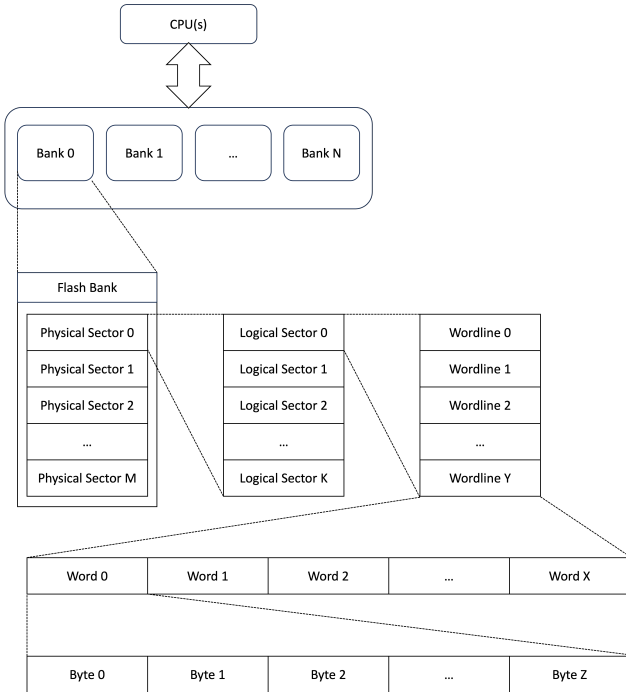 CPU(s)
Bank 0 Bank 1 ... Bank N
Flash Bank
Physical Sector 0 Logical Sector 0 Wordline 0
Physical Sector 1 Logical Sector 1 Wordline 1
Physical Sector 2 Logical Sector 2 Wordline 2
... ... ...
Physical Sector M Logical Sector K Wordline Y
Word 0 Word 1 Word 2 ... Word X
Byte 0 Byte 1 Byte 2 ... Byte Z